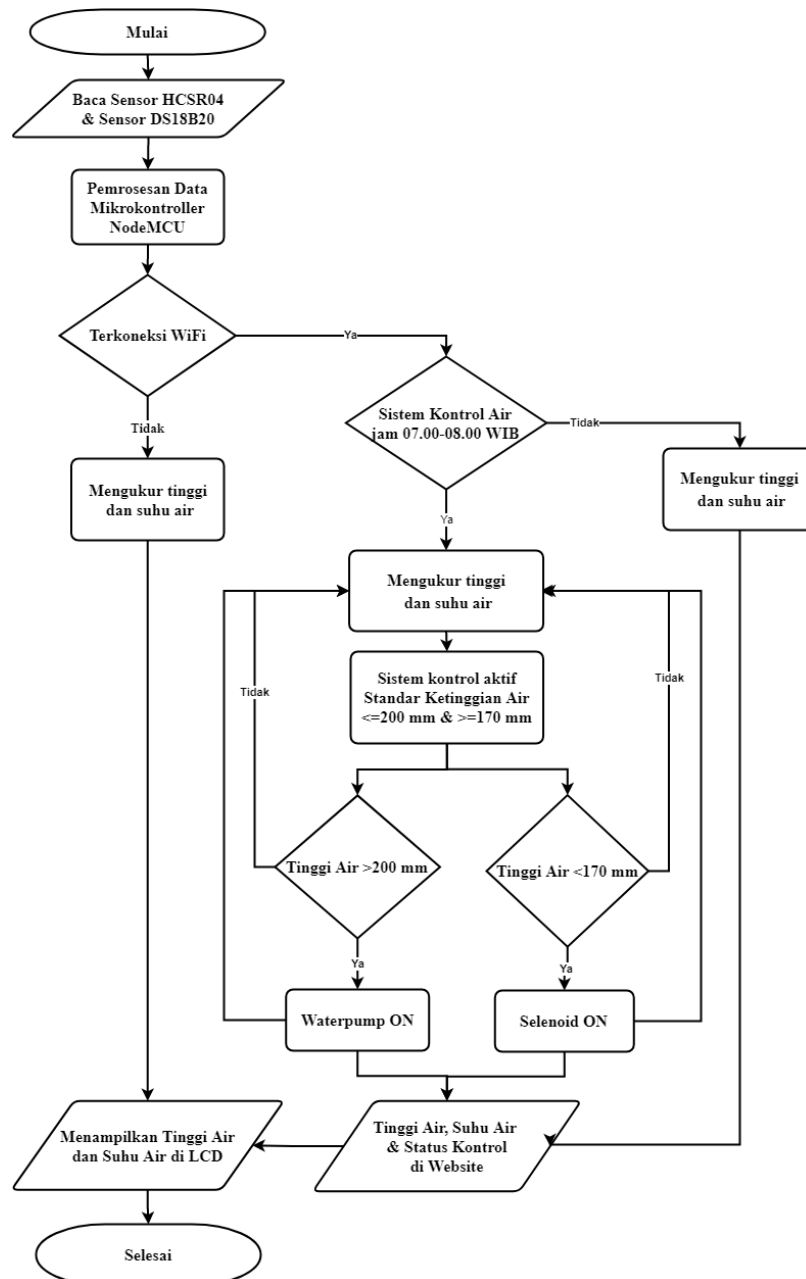 Mulai
Baca Sensor HCSR04
& Sensor DS18B20
Pemrosesan Data
Mikrokontroller
NodeMCU
Terkoneksi WiFi
Ya
Tidak
Sistem Kontrol Air
jam 07.00-08.00 WIB
Tidak
Ya
Mengukur tinggi
dan suhu air
Mengukur tinggi
dan suhu air
Mengukur tinggi
dan suhu air
Sistem kontrol aktif
Standar Ketinggian Air
<=200 mm & >=170 mm
Tidak
Tidak
Tinggi Air >200 mm
Tinggi Air <170 mm
Ya
Ya
Waterpump ON
Selenoid ON
Menampilkan Tinggi Air
dan Suhu Air di LCD
Tinggi Air, Suhu Air
& Status Kontrol
di Website
Selesai